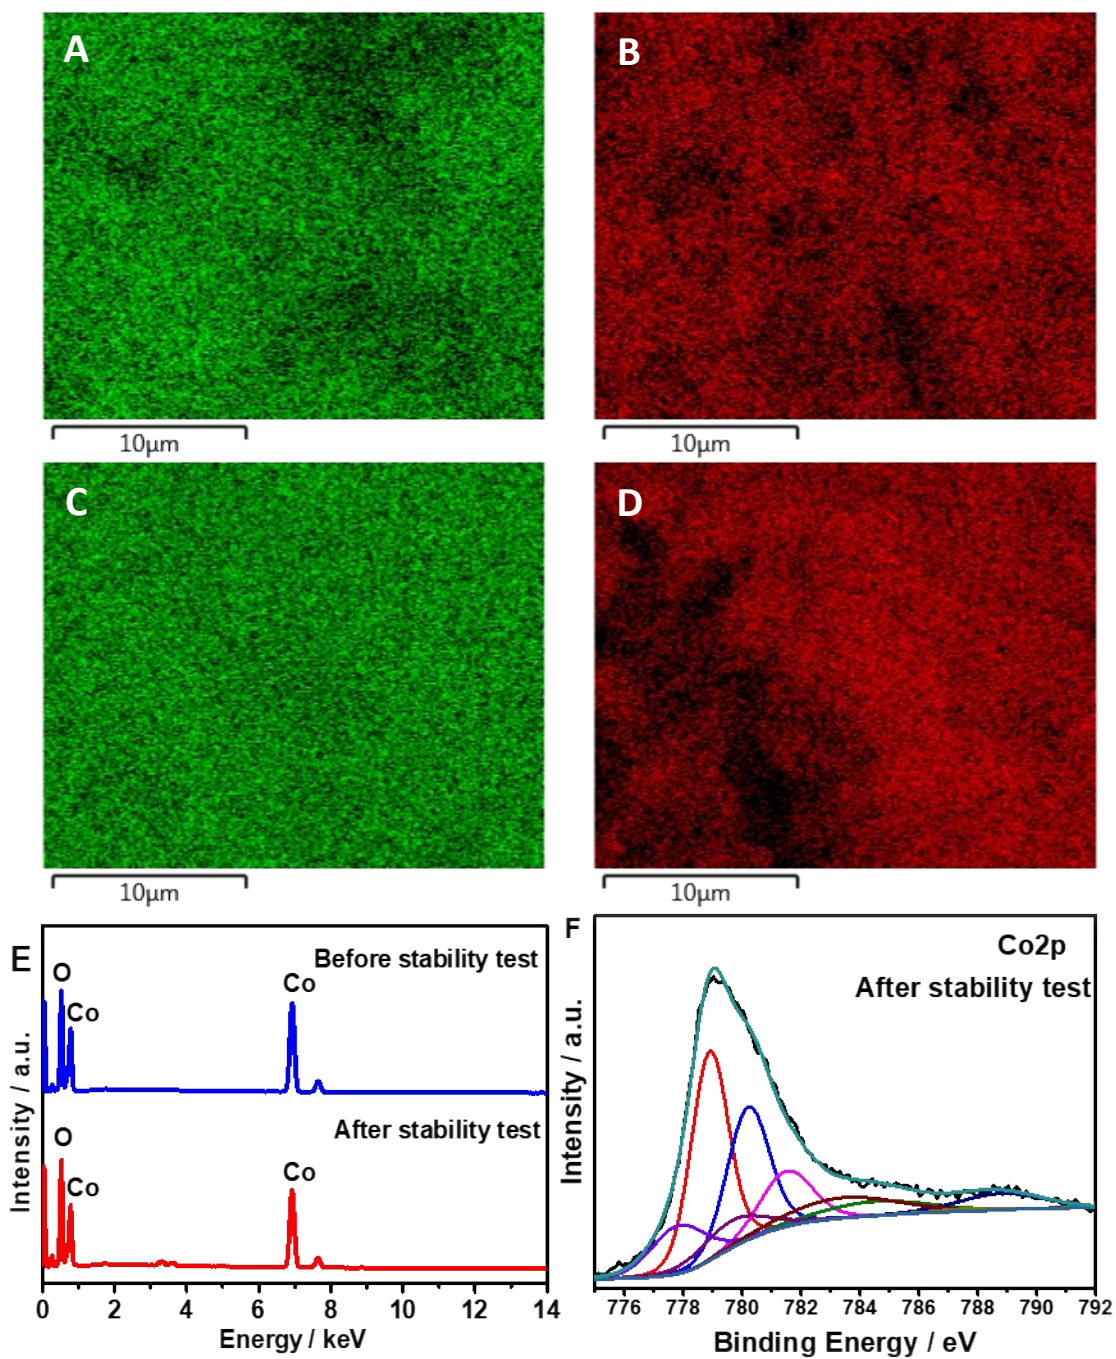 A
B
10μm
10μm
C
D
10μm
10μm
E
Before stability test
O
Co
Co
After stability test
O
Co
Co
Intensity / a.u.
0 2 4 6 8 10 12 14
Energy / keV
F
Co2p
After stability test
Intensity / a.u.
776 778 780 782 784 786 788 790 792
Binding Energy / eV